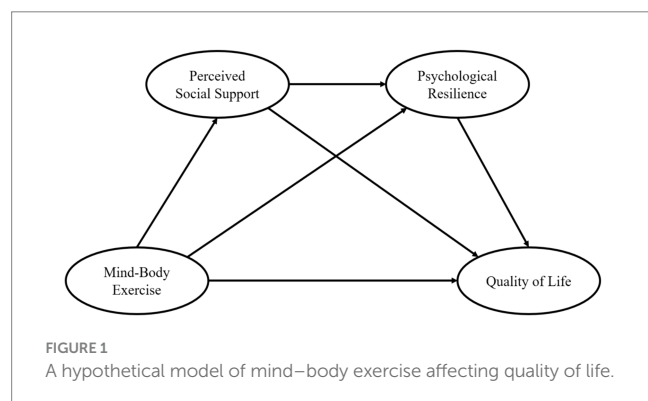 Perceived
Social Support
Psychological
Resilience
Mind-Body
Exercise
Quality of Life
FIGURE 1
A hypothetical model of mind–body exercise affecting quality of life.